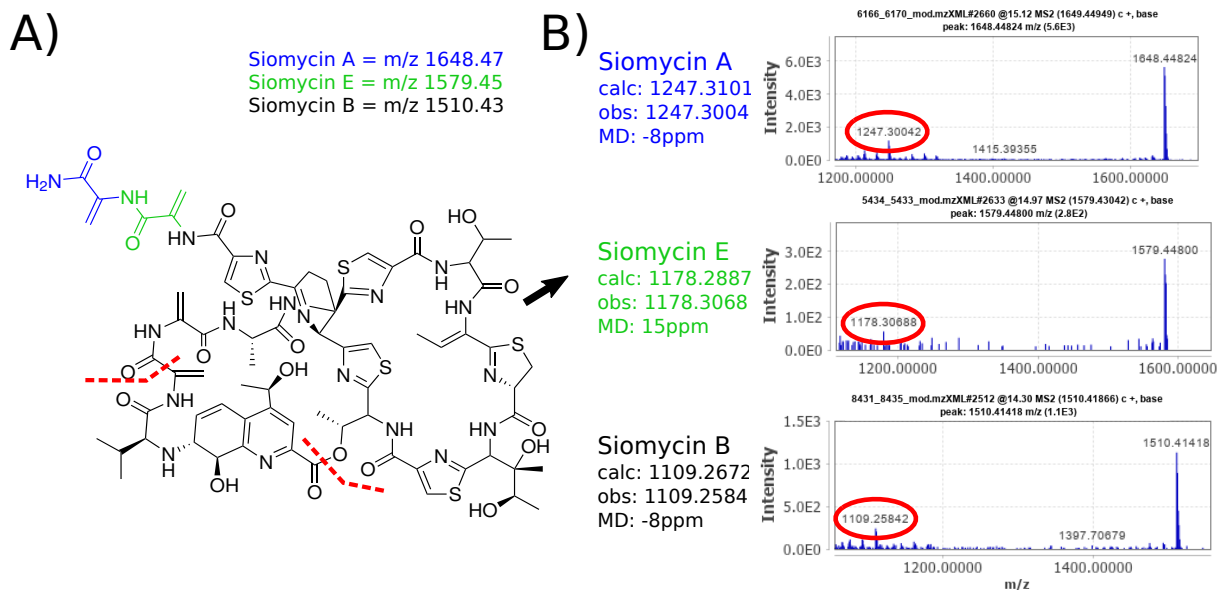 A)
Siomycin A = m/z 1648.47
Siomycin E = m/z 1579.45
Siomycin B = m/z 1510.43
O
H₂N
NH
O
NH
O
N
S
S
N
N
O
NH
HO
O
NH
N
S
N
H
N
O
O
N
H
O
H
N
O
O
NH
OH
O
N
H
OH
N
O
O
N
S
NH
O
N
S
NH
O
OH
HO
B)
Siomycin A
calc: 1247.3101
obs: 1247.3004
MD: -8ppm
6166_6170_mod.mzXML#2660 @15.12 MS2 (1649.44949) c +, base
peak: 1648.44824 m/z (5.6E3)
Intensity
6.0E3
4.0E3
2.0E3
0.0E0
1648.44824
1247.30042
1415.39355
1200.00000 1400.00000 1600.00000
Siomycin E
calc: 1178.2887
obs: 1178.3068
MD: 15ppm
5434_5433_mod.mzXML#2633 @14.97 MS2 (1579.43042) c +, base
peak: 1579.44800 m/z (2.8E2)
Intensity
3.0E2
2.0E2
1.0E2
0.0E0
1579.44800
1178.30688
1200.00000 1400.00000 1600.00000
Siomycin B
calc: 1109.2672
obs: 1109.2584
MD: -8ppm
8431_8435_mod.mzXML#2512 @14.30 MS2 (1510.41866) c +, base
peak: 1510.41418 m/z (1.1E3)
Intensity
1.5E3
1.0E3
5.0E2
0.0E0
1510.41418
1109.25842
1397.70679
1200.00000 1400.00000
m/z